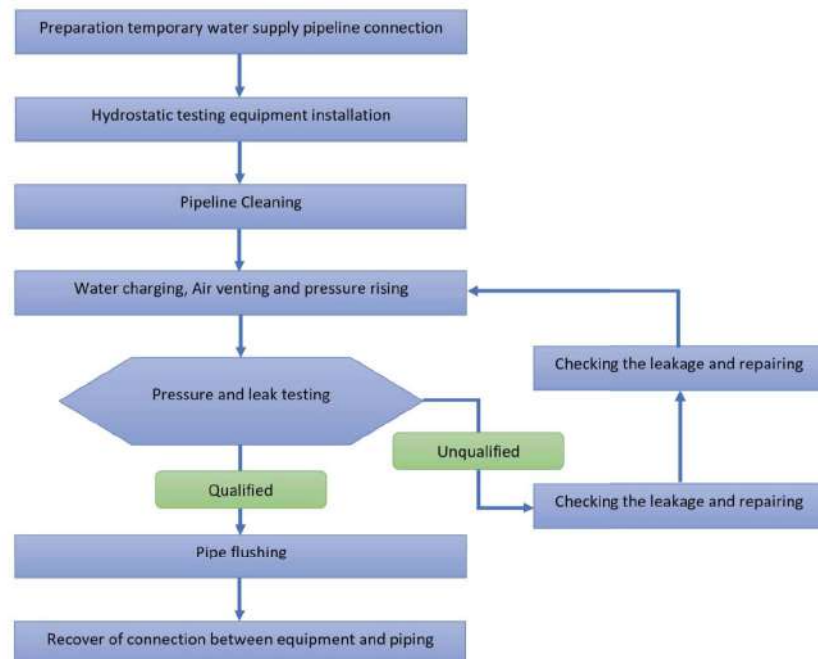 Preparation temporary water supply pipeline connection
Hydrostatic testing equipment installation
Pipeline Cleaning
Water charging, Air venting and pressure rising
Checking the leakage and repairing
Pressure and leak testing
Unqualified
Qualified
Checking the leakage and repairing
Pipe flushing
Recover of connection between equipment and piping